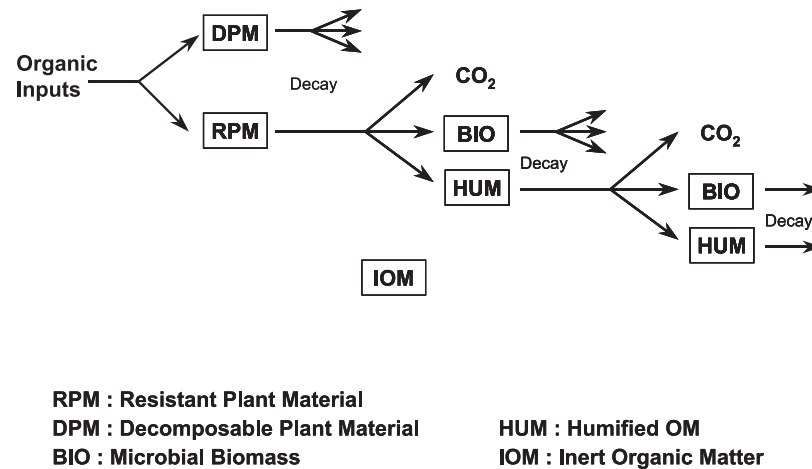 DPM
Organic
Inputs
Decay
CO₂
RPM
BIO
CO₂
Decay
HUM
BIO
Decay
HUM
IOM
RPM : Resistant Plant Material
DPM : Decomposable Plant Material
HUM : Humified OM
BIO : Microbial Biomass
IOM : Inert Organic Matter